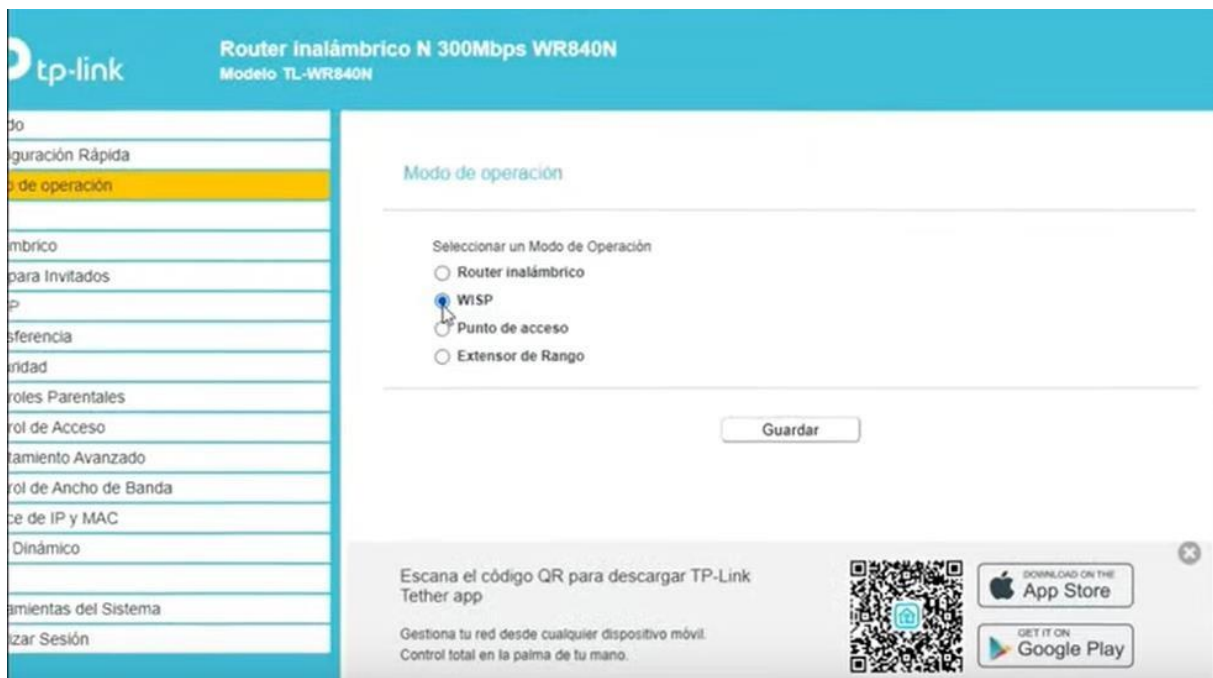 tp-link
Router inalámbrico N 300Mbps WR840N
Modelo TL-WR840N
do
iguración Rápida
o de operación
mbrico
para Invitados
P
sferencia
uridad
roles Parentales
rol de Acceso
tamiento Avanzado
rol de Ancho de Banda
ce de IP y MAC
Dinámico
amientas del Sistema
izar Sesión
Modo de operación
Seleccionar un Modo de Operación
Router inalámbrico
WISP
Punto de acceso
Extensor de Rango
Guardar
Escana el código QR para descargar TP-Link
Tether app
Gestiona tu red desde cualquier dispositivo móvil.
Control total en la palma de tu mano.
DOWNLOAD ON THE
App Store
GET IT ON
Google Play